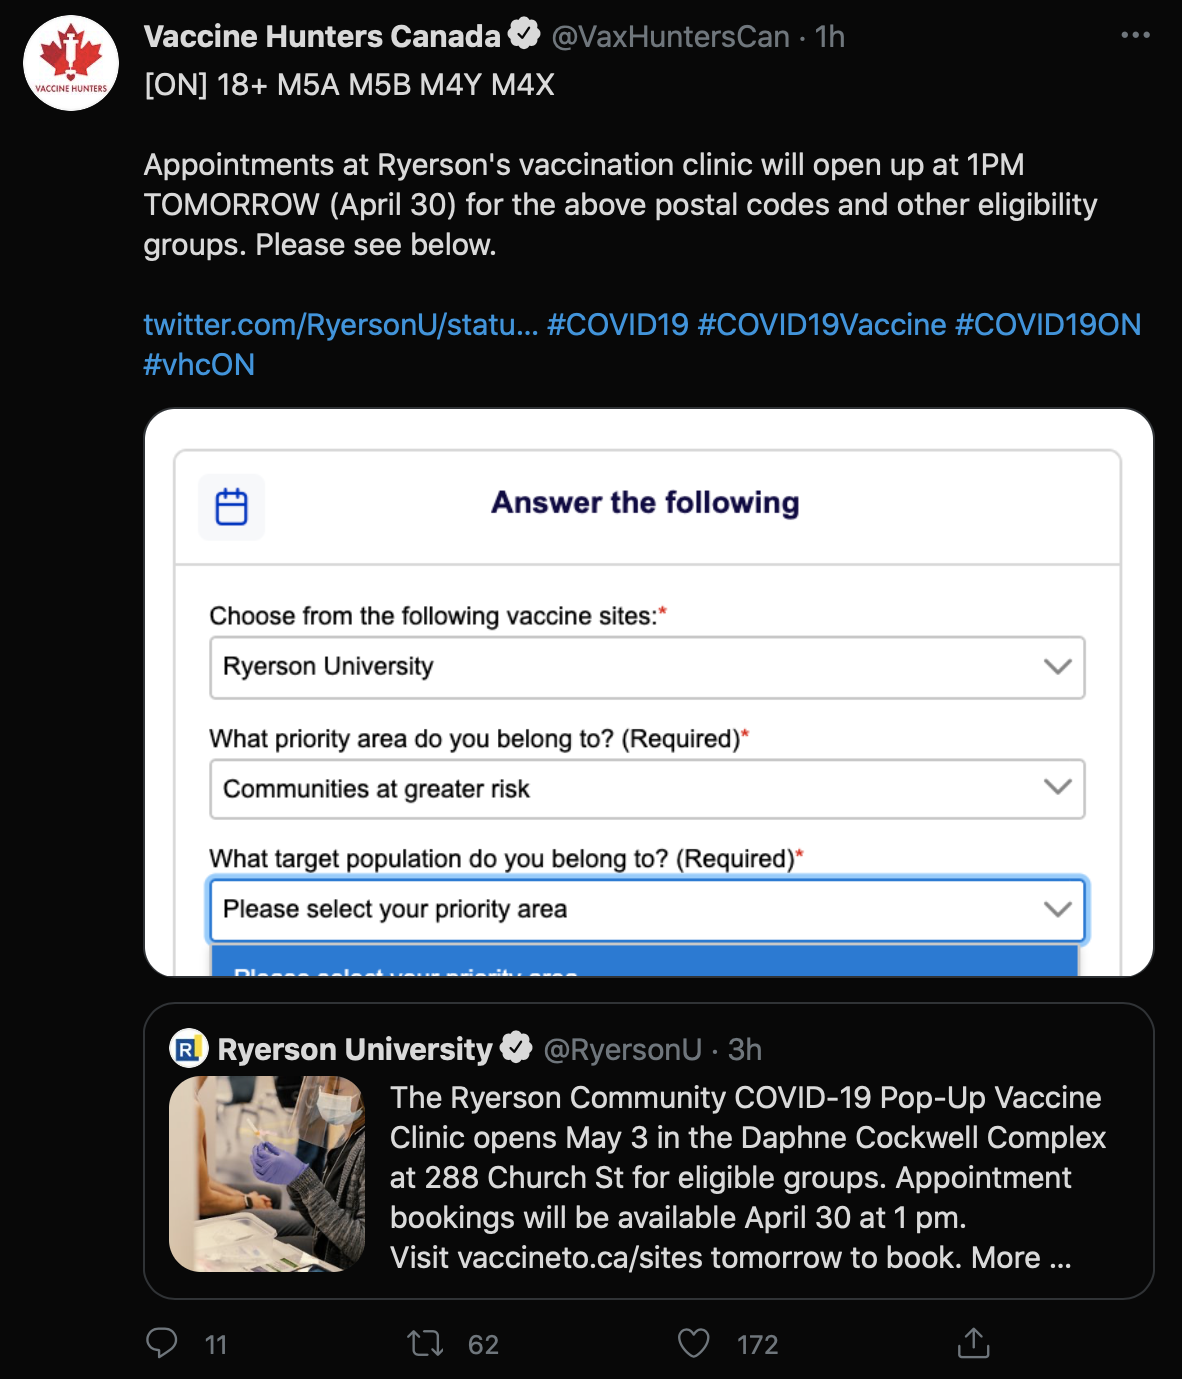 Vaccine Hunters Canada @VaxHuntersCan · 1h
VACCINE HUNTERS
[ON] 18+ M5A M5B M4Y M4X
Appointments at Ryerson's vaccination clinic will open up at 1PM
TOMORROW (April 30) for the above postal codes and other eligibility
groups. Please see below.
twitter.com/RyersonU/statu... #COVID19 #COVID19Vaccine #COVID19ON
#vhcON
Answer the following
Choose from the following vaccine sites:*
Ryerson University
What priority area do you belong to? (Required)*
Communities at greater risk
What target population do you belong to? (Required)*
Please select your priority area
Please select your priority area
R Ryerson University @RyersonU · 3h
The Ryerson Community COVID-19 Pop-Up Vaccine
Clinic opens May 3 in the Daphne Cockwell Complex
at 288 Church St for eligible groups. Appointment
bookings will be available April 30 at 1 pm.
Visit vaccineto.ca/sites tomorrow to book. More ...
11 62 172